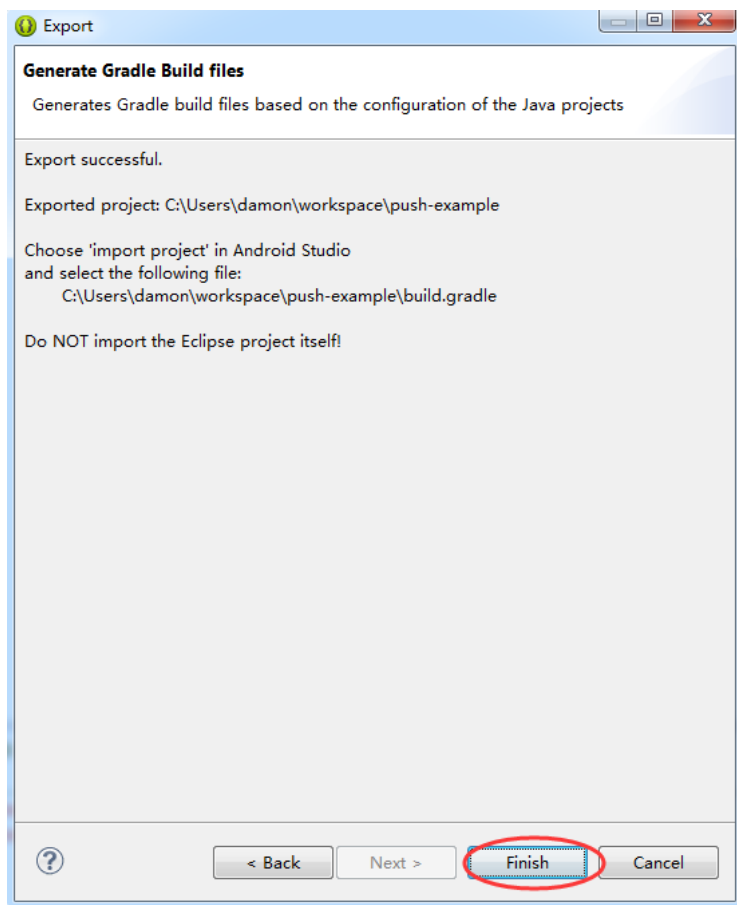 Export
Generate Gradle Build files
Generates Gradle build files based on the configuration of the Java projects
Export successful.
Exported project: C:\Users\damon\workspace\push-example
Choose 'import project' in Android Studio
and select the following file:
C:\Users\damon\workspace\push-example\build.gradle
Do NOT import the Eclipse project itself!
? < Back Next > Finish Cancel